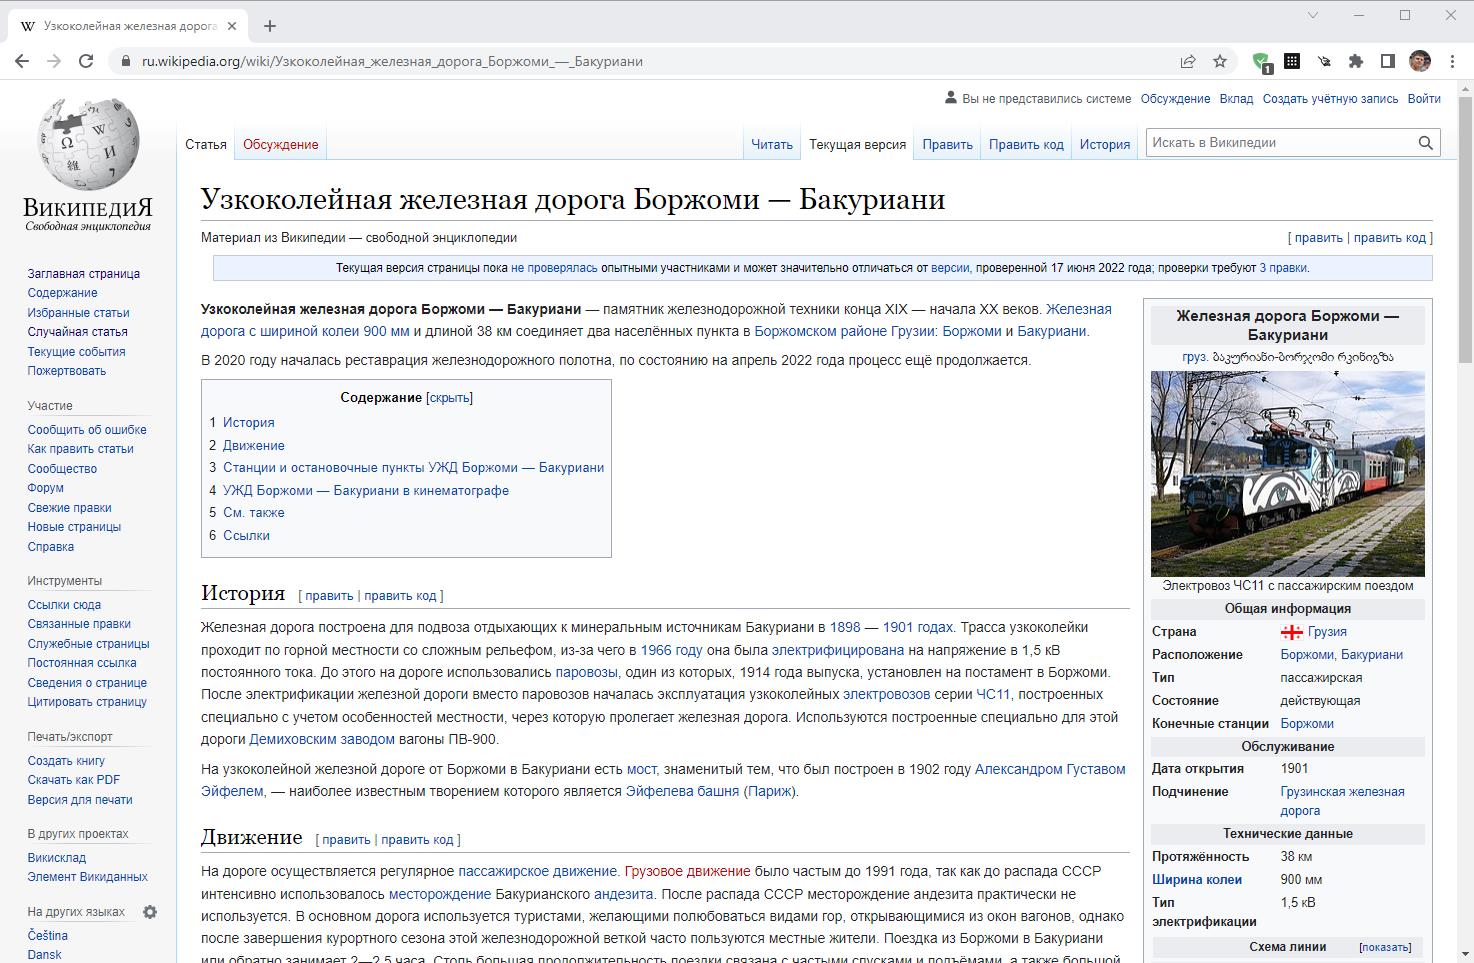 Узкоколейная железная дорога
ru.wikipedia.org/wiki/Узкоколейная_железная_дорога_Боржоми_—_Бакуриани
1
Вы не представились системе Обсуждение Вклад Создать учётную запись Войти
Статья Обсуждение Читать Текущая версия Править Править код История Искать в Википедии
ВикипедиЯ
Свободная энциклопедия
Заглавная страница
Содержание
Избранные статьи
Случайная статья
Текущие события
Пожертвовать
Участие
Сообщить об ошибке
Как править статьи
Сообщество
Форум
Свежие правки
Новые страницы
Справка
Инструменты
Ссылки сюда
Связанные правки
Служебные страницы
Постоянная ссылка
Сведения о странице
Цитировать страницу
Печать/экспорт
Создать книгу
Скачать как PDF
Версия для печати
В других проектах
Викисклад
Элемент Викиданных
На других языках
Čeština
Dansk
Узкоколейная железная дорога Боржоми — Бакуриани
Материал из Википедии — свободной энциклопедии [ править | править код ]
Текущая версия страницы пока не проверялась опытными участниками и может значительно отличаться от версии, проверенной 17 июня 2022 года; проверки требуют 3 правки.
Узкоколейная железная дорога Боржоми — Бакуриани — памятник железнодорожной техники конца XIX — начала XX веков. Железная
дорога с шириной колеи 900 мм и длиной 38 км соединяет два населённых пункта в Боржомском районе Грузии: Боржоми и Бакуриани.
В 2020 году началась реставрация железнодорожного полотна, по состоянию на апрель 2022 года процесс ещё продолжается.
Содержание [скрыть]
1 История
2 Движение
3 Станции и остановочные пункты УЖД Боржоми — Бакуриани
4 УЖД Боржоми — Бакуриани в кинематографе
5 См. также
6 Ссылки
История [ править | править код ]
Железная дорога построена для подвоза отдыхающих к минеральным источникам Бакуриани в 1898 — 1901 годах. Трасса узкоколейки
проходит по горной местности со сложным рельефом, из-за чего в 1966 году она была электрифицирована на напряжение в 1,5 кВ
постоянного тока. До этого на дороге использовались паровозы, один из которых, 1914 года выпуска, установлен на постамент в Боржоми.
После электрификации железной дороги вместо паровозов началась эксплуатация узкоколейных электровозов серии ЧС11, построенных
специально с учетом особенностей местности, через которую пролегает железная дорога. Используются построенные специально для этой
дороги Демиховским заводом вагоны ПВ-900.
На узкоколейной железной дороге от Боржоми в Бакуриани есть мост, знаменитый тем, что был построен в 1902 году Александром Густавом
Эйфелем, — наиболее известным творением которого является Эйфелева башня (Париж).
Движение [ править | править код ]
На дороге осуществляется регулярное пассажирское движение. Грузовое движение было частым до 1991 года, так как до распада СССР
интенсивно использовалось месторождение Бакурианского андезита. После распада СССР месторождение андезита практически не
используется. В основном дорога используется туристами, желающими полюбоваться видами гор, открывающимися из окон вагонов, однако
после завершения курортного сезона этой железнодорожной веткой часто пользуются местные жители. Поездка из Боржоми в Бакуриани
или обратно занимает 2—2,5 часа. Столь большая продолжительность поездки связана с частыми спусками и подъёмами, а также большой
Железная дорога Боржоми —
Бакуриани
груз. ბაკურიანი-ბორჯომი რკინიგზა
Электровоз ЧС11 с пассажирским поездом
Общая информация
Страна Грузия
Расположение Боржоми, Бакуриани
Тип пассажирская
Состояние действующая
Конечные станции Боржоми
Обслуживание
Дата открытия 1901
Подчинение Грузинская железная
дорога
Технические данные
Протяжённость 38 км
Ширина колеи 900 мм
Тип 1,5 кВ
электрификации
Схема линии [показать]